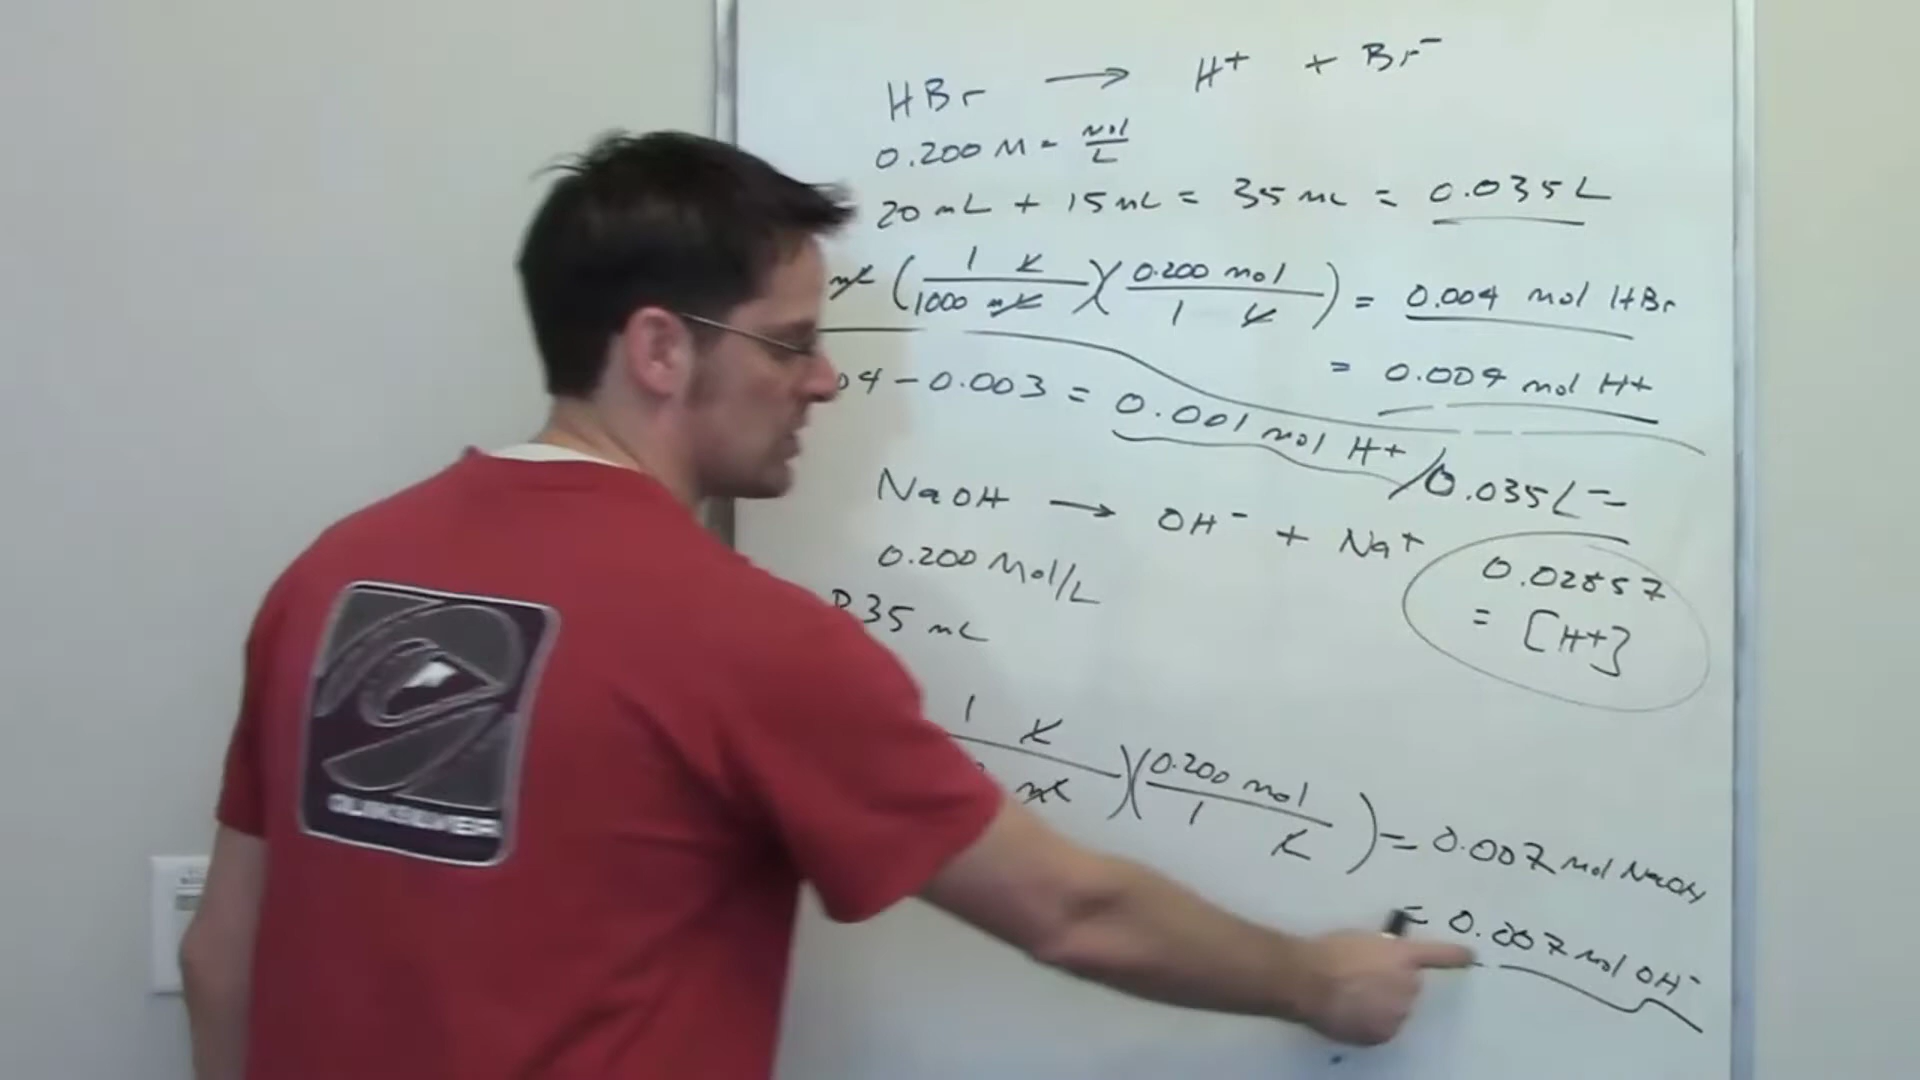 HBr → H+ + Br-
0.200 M = mol/L
20 mL + 15 mL = 35 mL = 0.035 L
mL (1 L / 1000 mL)(0.200 mol / 1 L) = 0.004 mol HBr
= 0.004 mol H+
04 - 0.003 = 0.001 mol H+ / 0.035 L =
0.02857
= [H+]
NaOH → OH- + Na+
0.200 Mol/L
35 mL
1 L / mL)(0.200 mol / 1 L) = 0.007 mol NaOH
= 0.007 mol OH-
QUIKSILVER